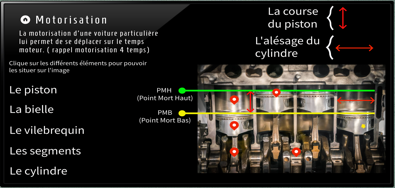 Motorisation
La motorisation d'une voiture particulière
lui permet de se déplacer sur le temps
moteur. ( rappel motorisation 4 temps)
Clique sur les différents éléments pour pouvoir
les situer sur l'image
La course
du piston
L'alésage du
cylindre
Le piston
La bielle
Le vilebrequin
Les segments
Le cylindre
PMH
(Point Mort Haut)
PMB
(Point Mort Bas)